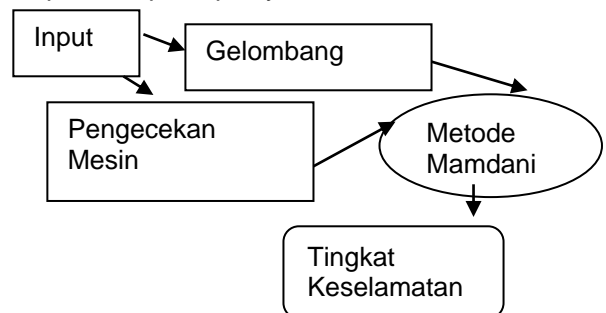 Input
Gelombang
Pengecekan
Mesin
Metode
Mamdani
Tingkat
Keselamatan